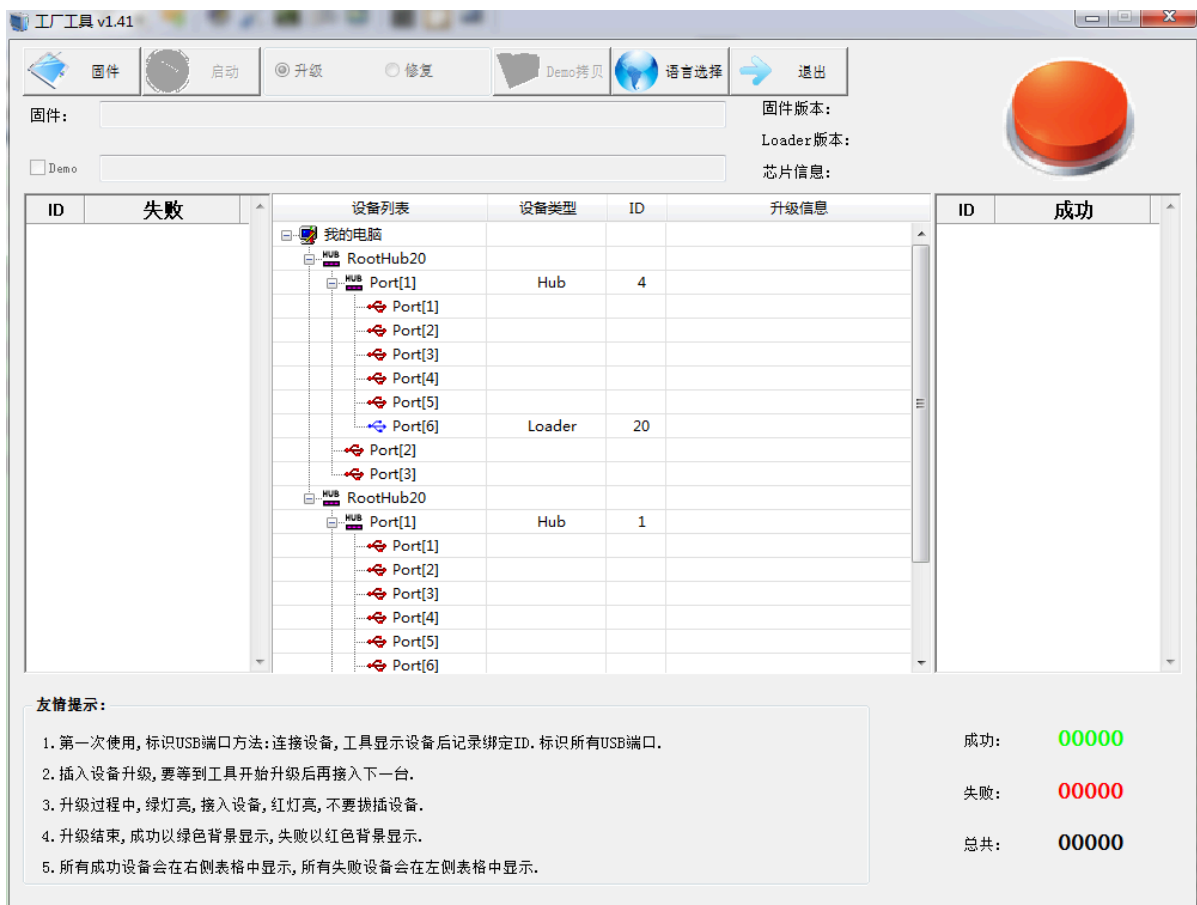 工厂工具 v1.41
固件 启动 升级 修复 Demo拷贝 语言选择 退出
固件： 固件版本：
Loader版本：
Demo 芯片信息：
ID 失败 设备列表 设备类型 ID 升级信息 ID 成功
我的电脑
HUB RootHub20
HUB Port[1] Hub 4
Port[1]
Port[2]
Port[3]
Port[4]
Port[5]
Port[6] Loader 20
Port[2]
Port[3]
HUB RootHub20
HUB Port[1] Hub 1
Port[1]
Port[2]
Port[3]
Port[4]
Port[5]
Port[6]
友情提示：
1.第一次使用,标识USB端口方法:连接设备,工具显示设备后记录绑定ID.标识所有USB端口.
2.插入设备升级,要等到工具开始升级后再接入下一台.
3.升级过程中,绿灯亮,接入设备,红灯亮,不要拔插设备.
4.升级结束,成功以绿色背景显示,失败以红色背景显示.
5.所有成功设备会在右侧表格中显示,所有失败设备会在左侧表格中显示.
成功： 00000
失败： 00000
总共： 00000